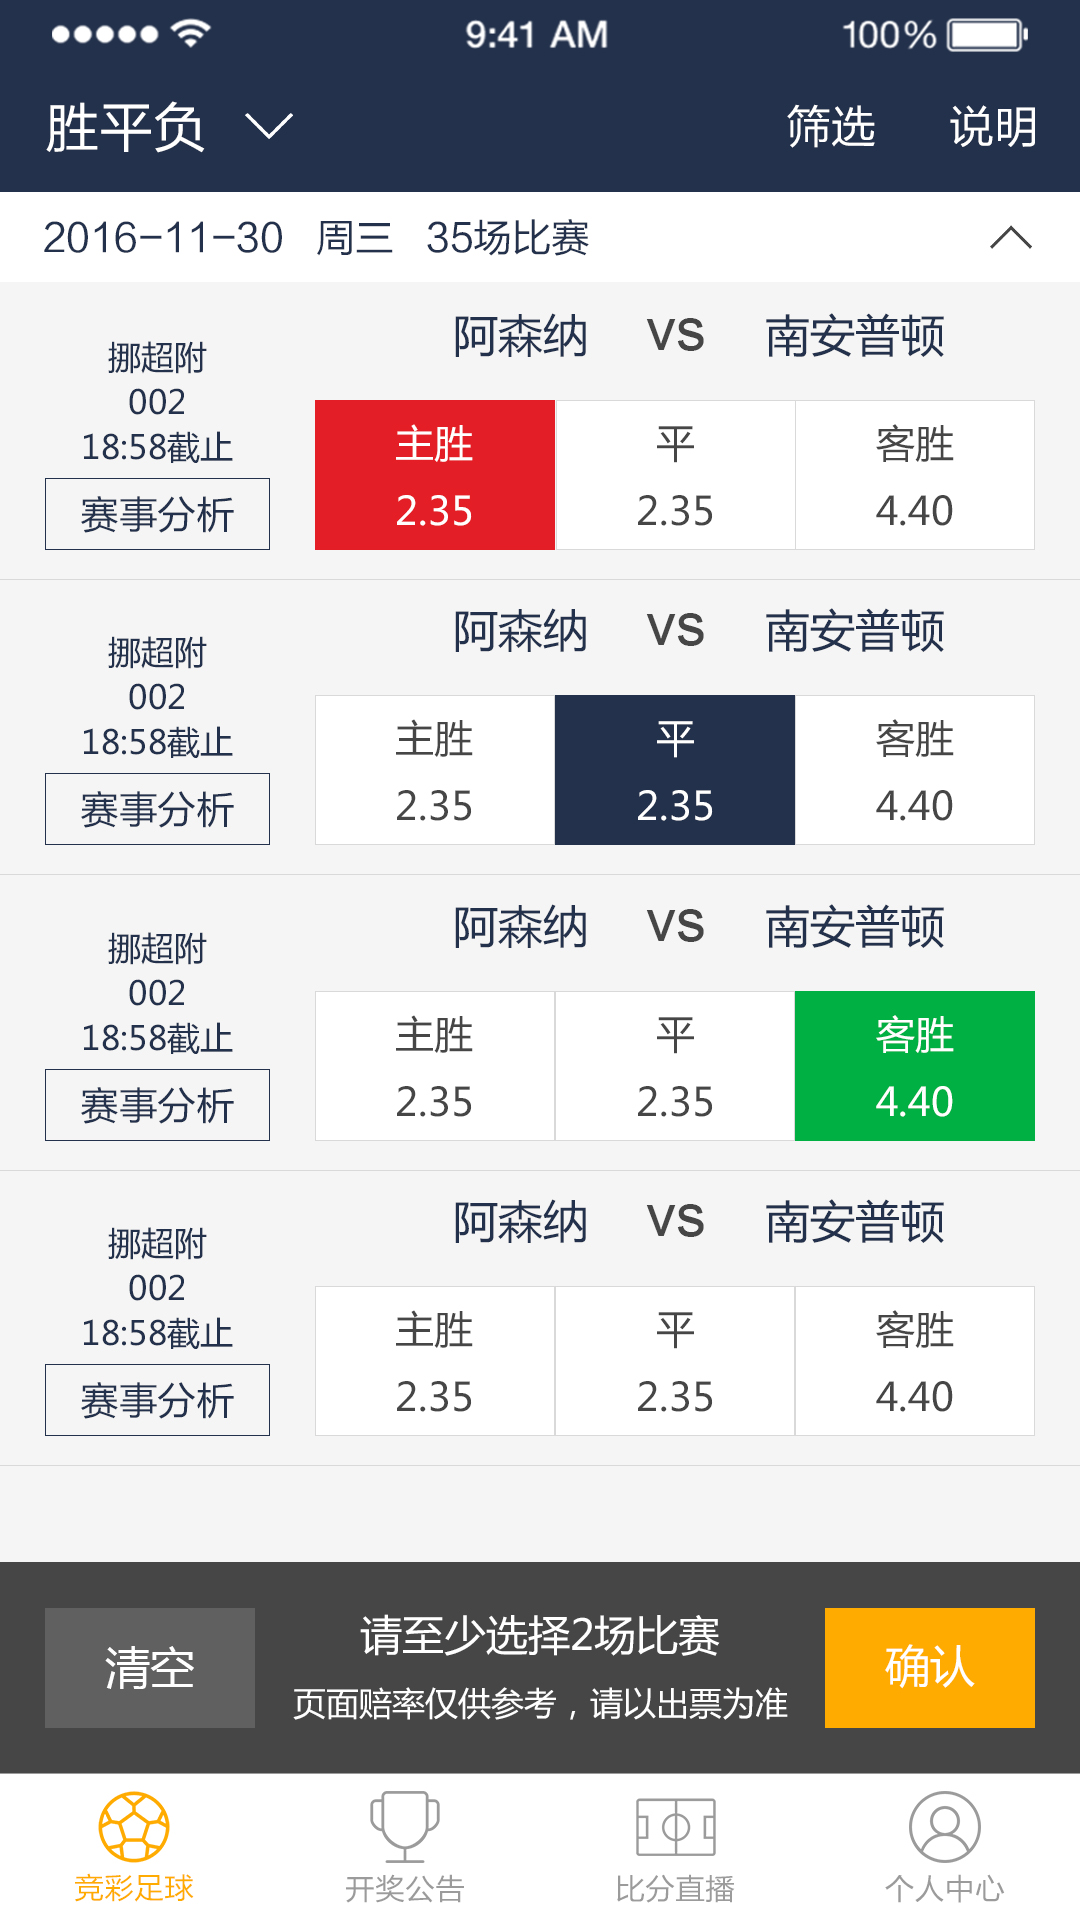 9:41 AM 100%
胜平负 筛选 说明
2016-11-30 周三 35场比赛
阿森纳 VS 南安普顿
挪超附
002
18:58截止
赛事分析
主胜 平 客胜
2.35 2.35 4.40
阿森纳 VS 南安普顿
挪超附
002
18:58截止
赛事分析
主胜 平 客胜
2.35 2.35 4.40
阿森纳 VS 南安普顿
挪超附
002
18:58截止
赛事分析
主胜 平 客胜
2.35 2.35 4.40
阿森纳 VS 南安普顿
挪超附
002
18:58截止
赛事分析
主胜 平 客胜
2.35 2.35 4.40
清空
请至少选择2场比赛
页面赔率仅供参考，请以出票为准
确认
竞彩足球 开奖公告 比分直播 个人中心